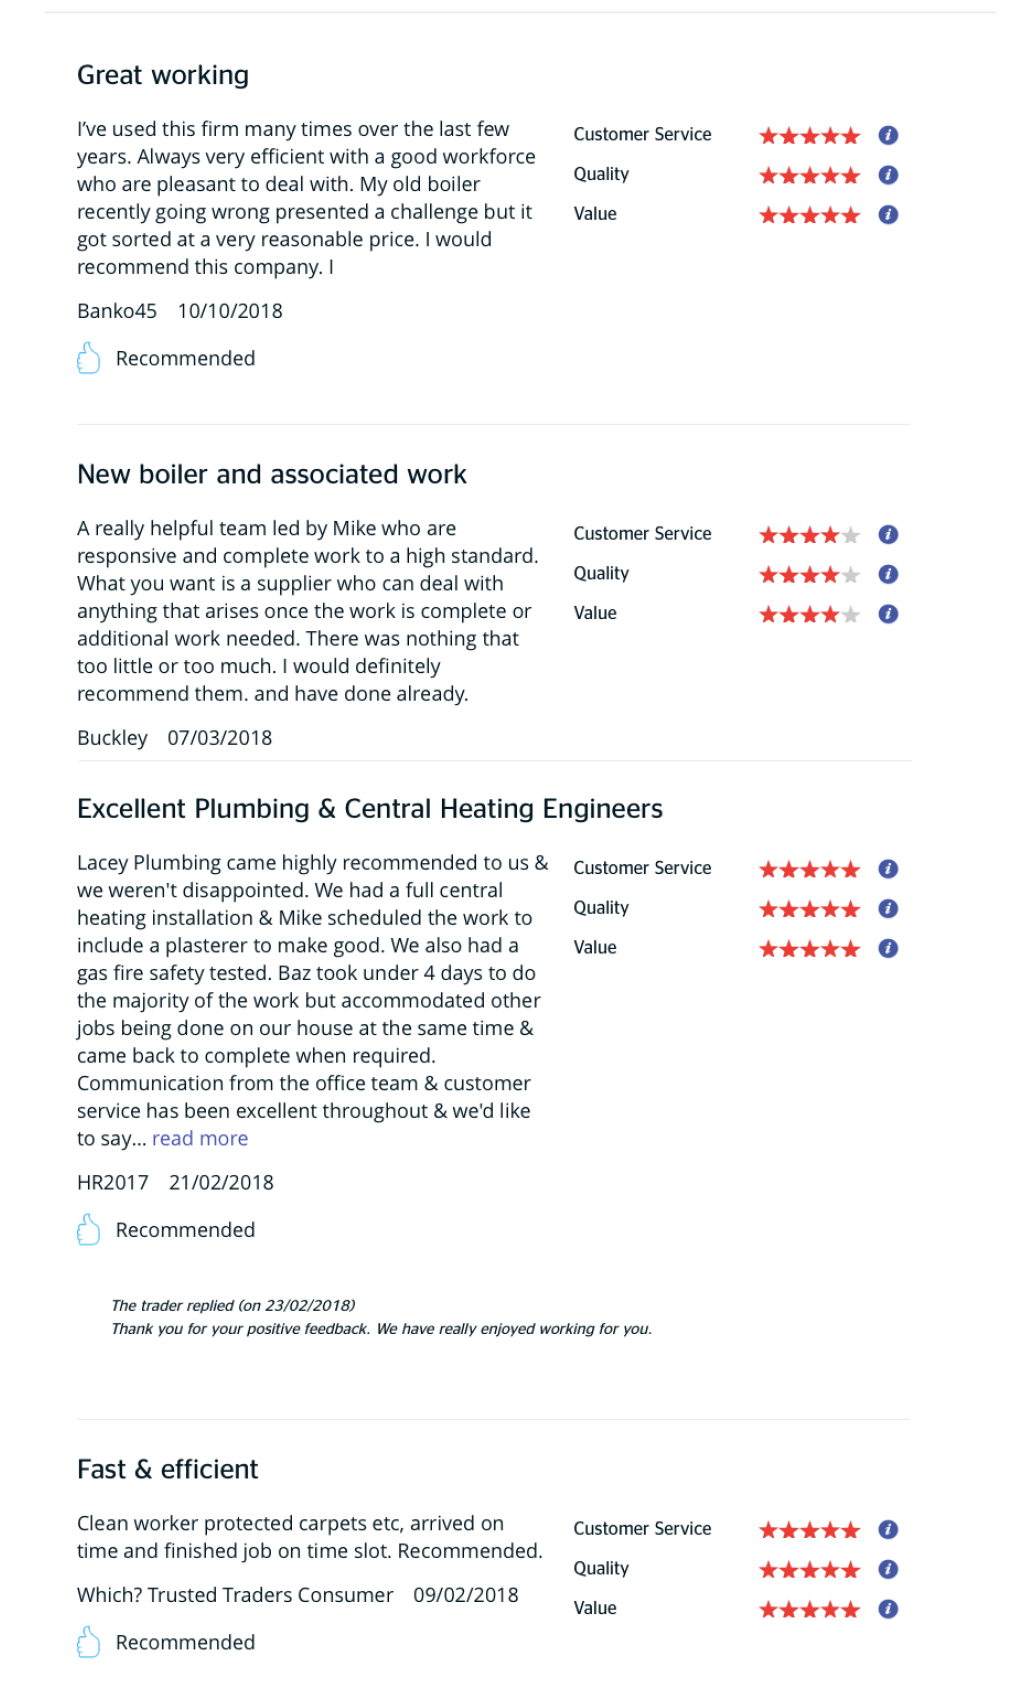 Great working
I’ve used this firm many times over the last few
years. Always very efficient with a good workforce
who are pleasant to deal with. My old boiler
recently going wrong presented a challenge but it
got sorted at a very reasonable price. I would
recommend this company. I
Customer Service
Quality
Value
Banko45 10/10/2018
Recommended
New boiler and associated work
A really helpful team led by Mike who are
responsive and complete work to a high standard.
What you want is a supplier who can deal with
anything that arises once the work is complete or
additional work needed. There was nothing that
too little or too much. I would definitely
recommend them. and have done already.
Customer Service
Quality
Value
Buckley 07/03/2018
Excellent Plumbing & Central Heating Engineers
Lacey Plumbing came highly recommended to us &
we weren't disappointed. We had a full central
heating installation & Mike scheduled the work to
include a plasterer to make good. We also had a
gas fire safety tested. Baz took under 4 days to do
the majority of the work but accommodated other
jobs being done on our house at the same time &
came back to complete when required.
Communication from the office team & customer
service has been excellent throughout & we'd like
to say... read more
Customer Service
Quality
Value
HR2017 21/02/2018
Recommended
The trader replied (on 23/02/2018)
Thank you for your positive feedback. We have really enjoyed working for you.
Fast & efficient
Clean worker protected carpets etc, arrived on
time and finished job on time slot. Recommended.
Customer Service
Quality
Value
Which? Trusted Traders Consumer 09/02/2018
Recommended